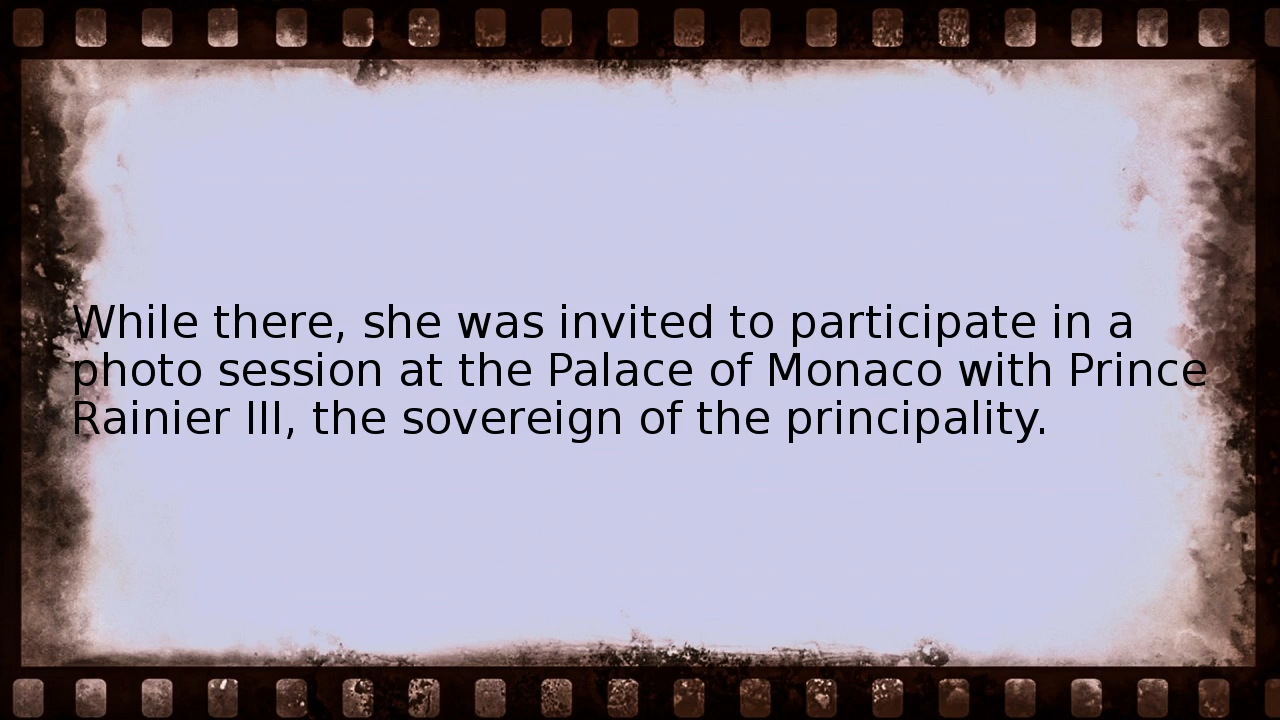 While there, she was invited to participate in a
photo session at the Palace of Monaco with Prince
Rainier III, the sovereign of the principality.